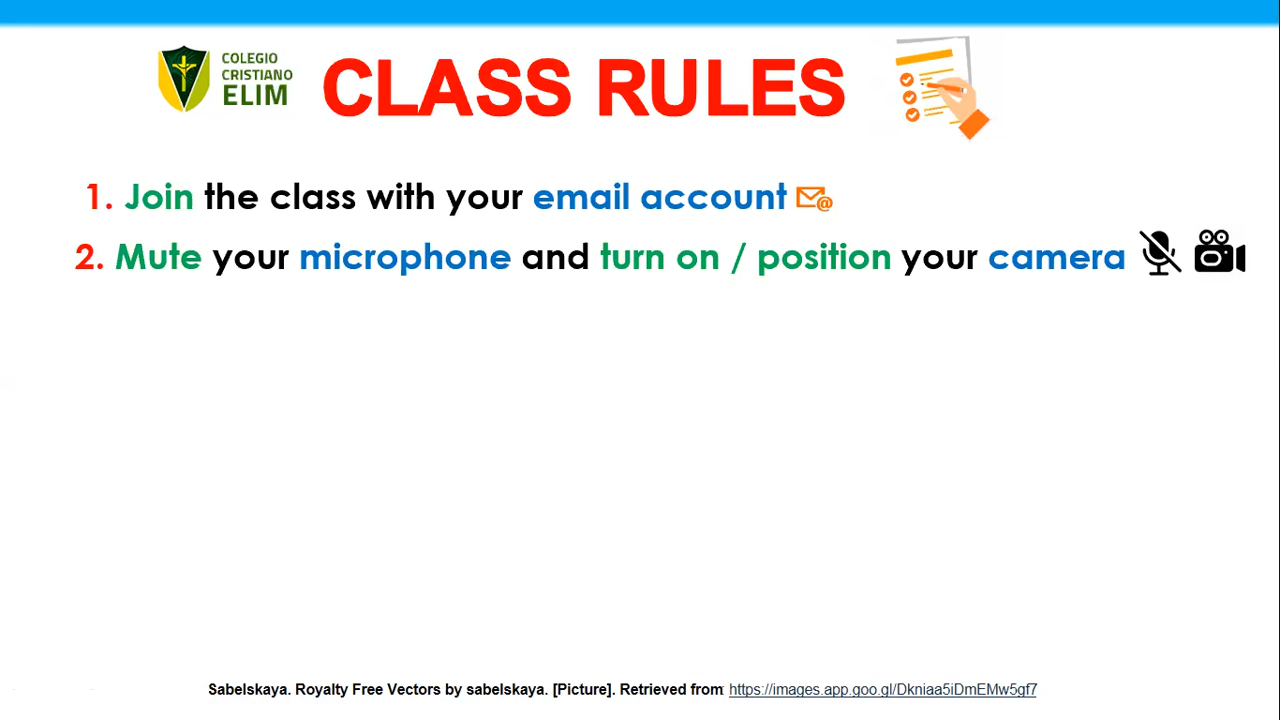 COLEGIO
CRISTIANO
ELIM
CLASS RULES
1. Join the class with your email account
2. Mute your microphone and turn on / position your camera
Sabelskaya. Royalty Free Vectors by sabelskaya. [Picture]. Retrieved from: https://images.app.goo.gl/Dkniaa5iDmEMw5gf7